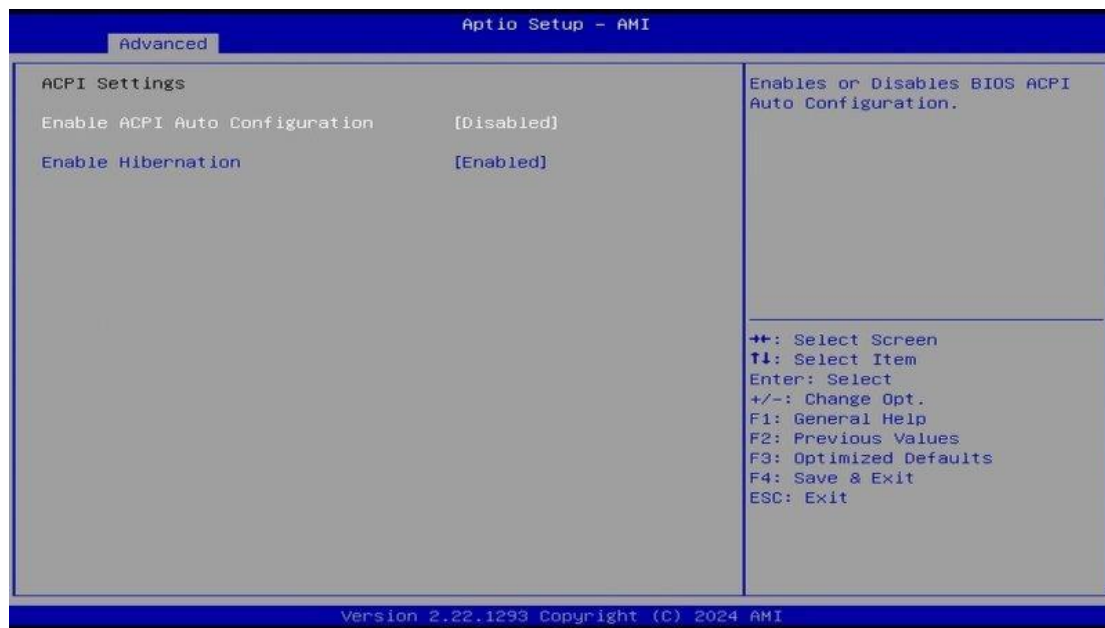 Aptio Setup – AMI
Advanced
ACPI Settings
Enable ACPI Auto Configuration [Disabled]
Enable Hibernation [Enabled]
Enables or Disables BIOS ACPI
Auto Configuration.
→←: Select Screen
↑↓: Select Item
Enter: Select
+/-: Change Opt.
F1: General Help
F2: Previous Values
F3: Optimized Defaults
F4: Save & Exit
ESC: Exit
Version 2.22.1293 Copyright (C) 2024 AMI